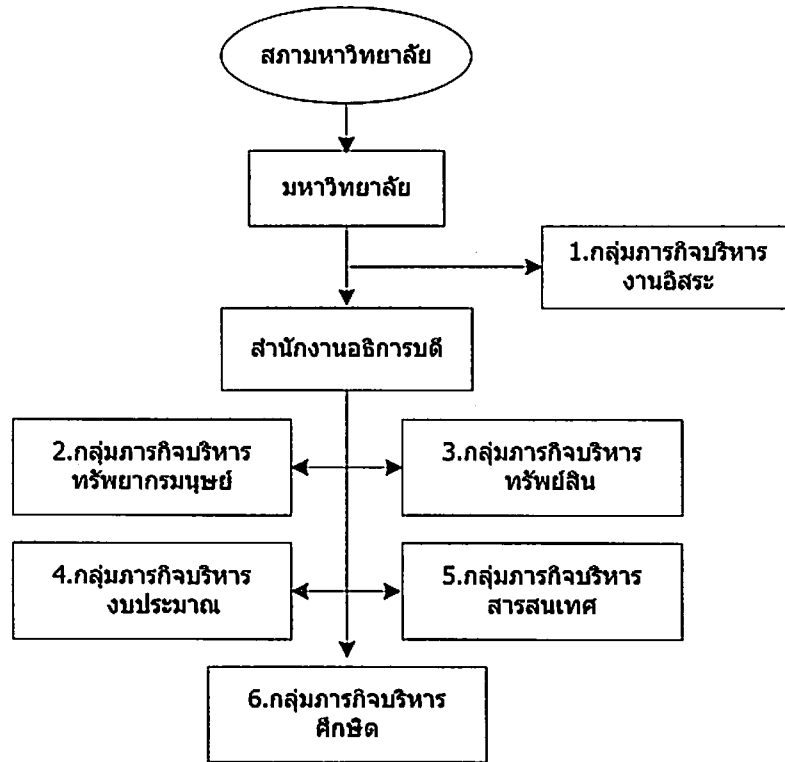 สภามหาวิทยาลัย
มหาวิทยาลัย
1.กลุ่มภารกิจบริหาร
งานอิสระ
สำนักงานอธิการบดี
2.กลุ่มภารกิจบริหาร
ทรัพยากรมนุษย์
3.กลุ่มภารกิจบริหาร
ทรัพย์สิน
4.กลุ่มภารกิจบริหาร
งบประมาณ
5.กลุ่มภารกิจบริหาร
สารสนเทศ
6.กลุ่มภารกิจบริหาร
ศึกษิต